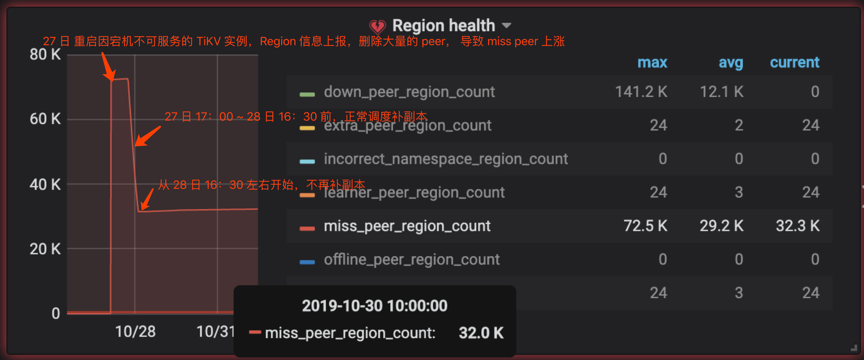 Region health
27 日 重启因宕机不可服务的 TiKV 实例，Region 信息上报，删除大量的 peer， 导致 miss peer 上涨
80 K
60 K
40 K
20 K
0
10/28
10/31
27 日 17：00 ~ 28 日 16：30 前，正常调度补副本
从 28 日 16：30 左右开始，不再补副本
max avg current
down_peer_region_count 141.2 K 12.1 K 0
extra_peer_region_count 24 2 24
incorrect_namespace_region_count 0 0 0
learner_peer_region_count 24 3 24
miss_peer_region_count 72.5 K 29.2 K 32.3 K
offline_peer_region_count 0 0 0
24 3 24
2019-10-30 10:00:00
miss_peer_region_count: 32.0 K